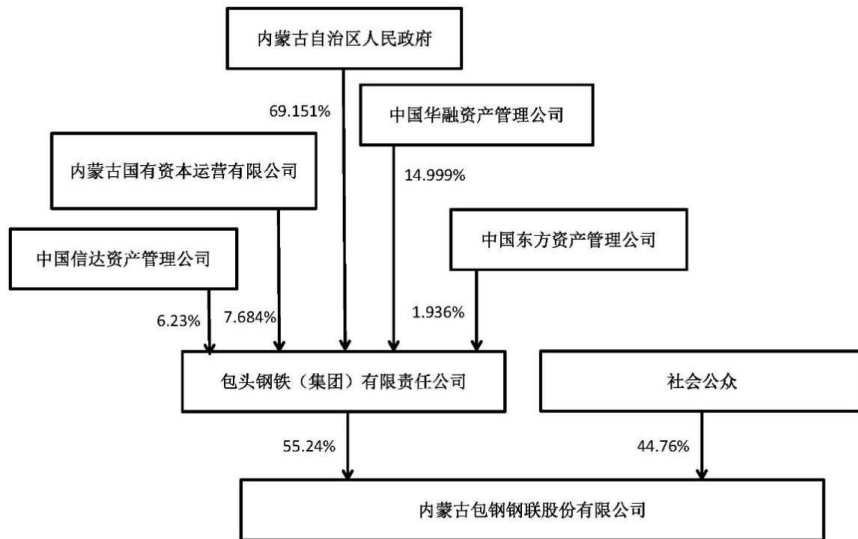 内蒙古自治区人民政府
69.151%
中国华融资产管理公司
内蒙古国有资本运营有限公司
14.999%
中国信达资产管理公司
中国东方资产管理公司
6.23%
7.684%
1.936%
包头钢铁（集团）有限责任公司
社会公众
55.24%
44.76%
内蒙古包钢钢联股份有限公司